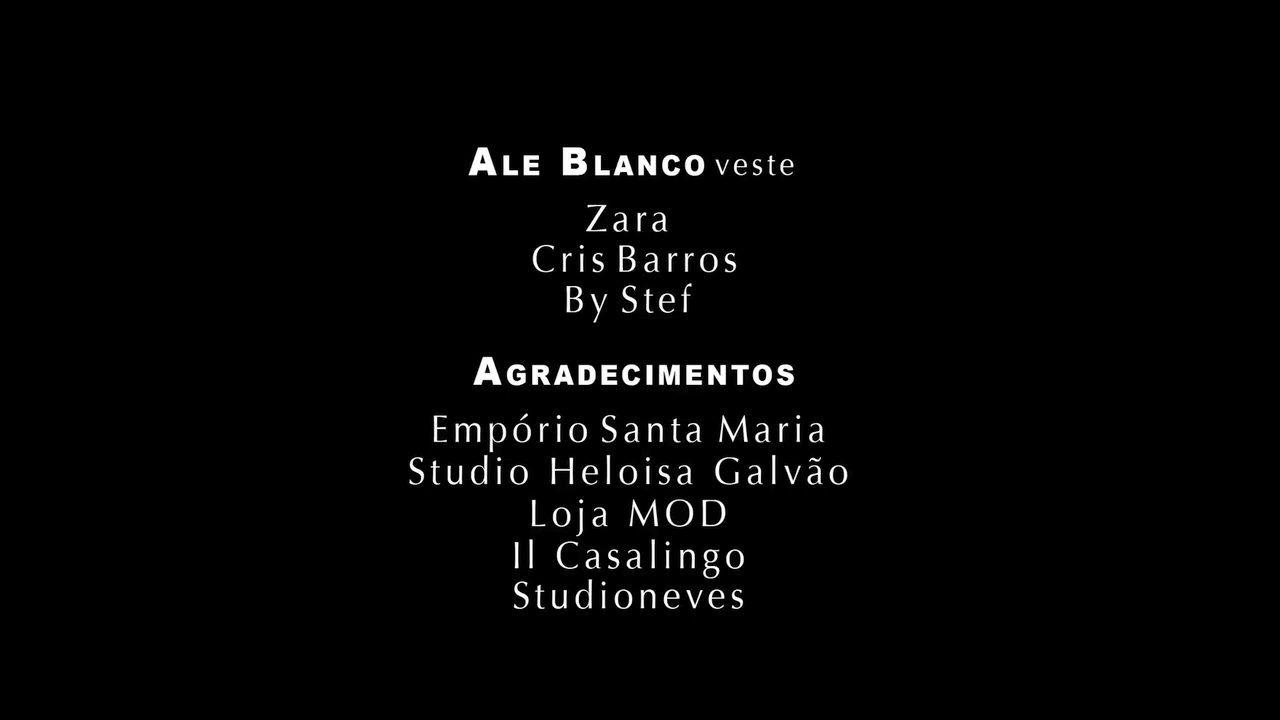 ALE BLANCO veste
Zara
Cris Barros
By Stef
AGRADECIMENTOS
Empório Santa Maria
Studio Heloisa Galvão
Loja MOD
Il Casalingo
Studioneves